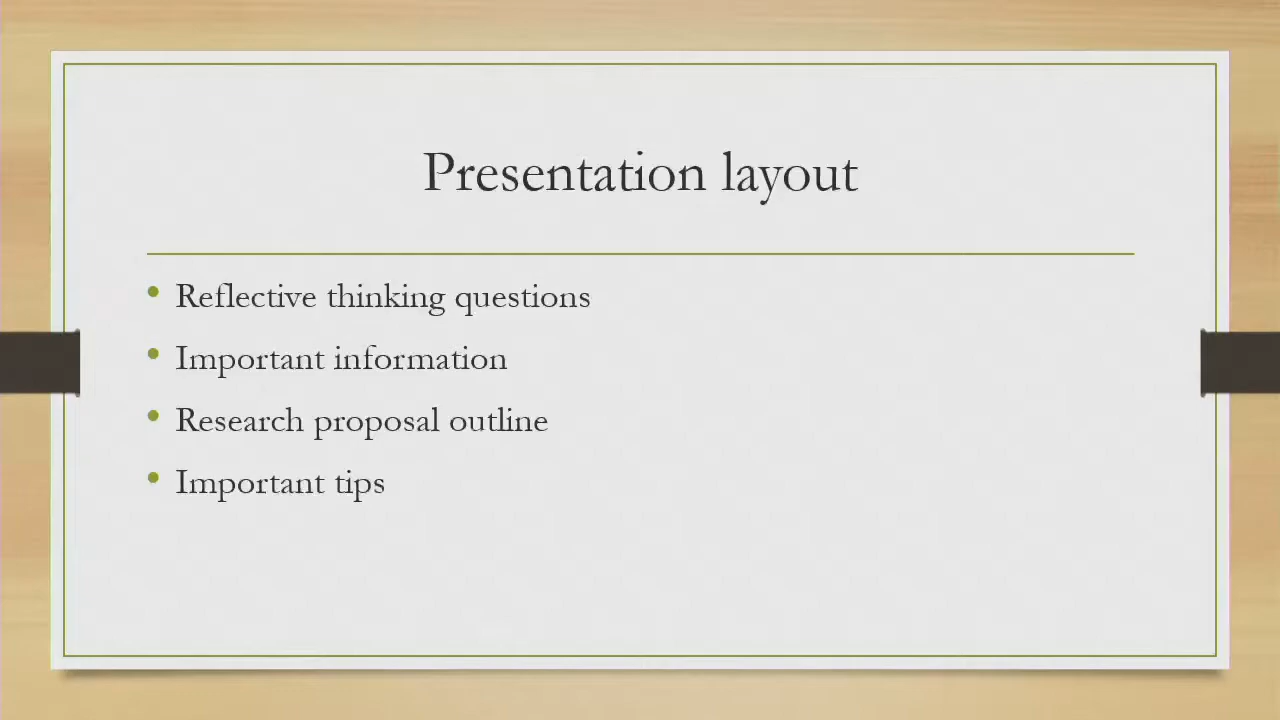 Presentation layout
• Reflective thinking questions
• Important information
• Research proposal outline
• Important tips